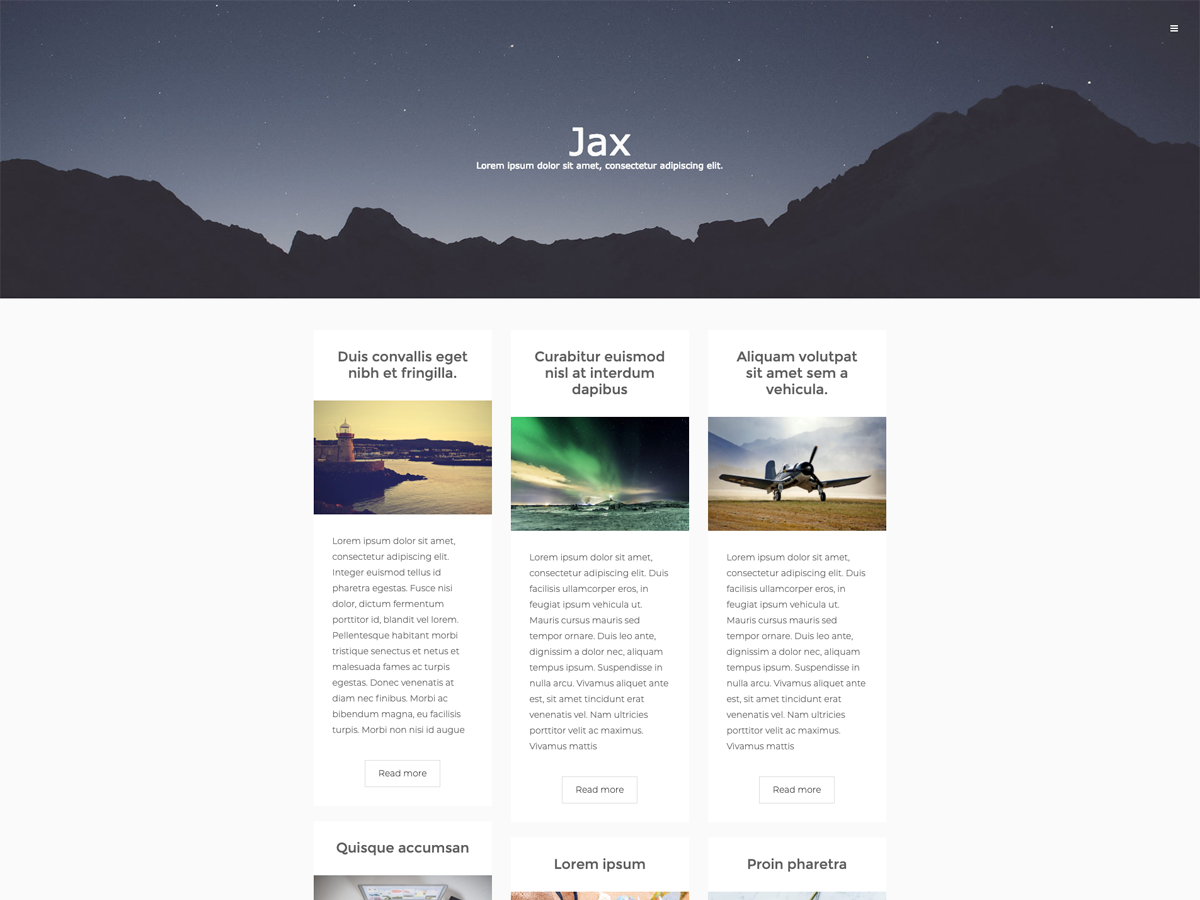 Jax
Lorem ipsum dolor sit amet, consectetur adipiscing elit.
Duis convallis eget
nibh et fringilla.
Lorem ipsum dolor sit amet,
consectetur adipiscing elit.
Integer euismod tellus id
pharetra egestas. Fusce nisi
dolor, dictum fermentum
porttitor id, blandit vel lorem.
Pellentesque habitant morbi
tristique senectus et netus et
malesuada fames ac turpis
egestas. Donec venenatis at
diam nec finibus. Morbi ac
bibendum magna, eu facilisis
turpis. Morbi non nisi id augue
Read more
Curabitur euismod
nisl at interdum
dapibus
Lorem ipsum dolor sit amet,
consectetur adipiscing elit. Duis
facilisis ullamcorper eros, in
feugiat ipsum vehicula ut.
Mauris cursus mauris sed
tempor ornare. Duis leo ante,
dignissim a dolor nec, aliquam
tempus ipsum. Suspendisse in
nulla arcu. Vivamus aliquet ante
est, sit amet tincidunt erat
venenatis vel. Nam ultricies
porttitor velit ac maximus.
Vivamus mattis
Read more
Aliquam volutpat
sit amet sem a
vehicula.
Lorem ipsum dolor sit amet,
consectetur adipiscing elit. Duis
facilisis ullamcorper eros, in
feugiat ipsum vehicula ut.
Mauris cursus mauris sed
tempor ornare. Duis leo ante,
dignissim a dolor nec, aliquam
tempus ipsum. Suspendisse in
nulla arcu. Vivamus aliquet ante
est, sit amet tincidunt erat
venenatis vel. Nam ultricies
porttitor velit ac maximus.
Vivamus mattis
Read more
Quisque accumsan
Lorem ipsum
Proin pharetra